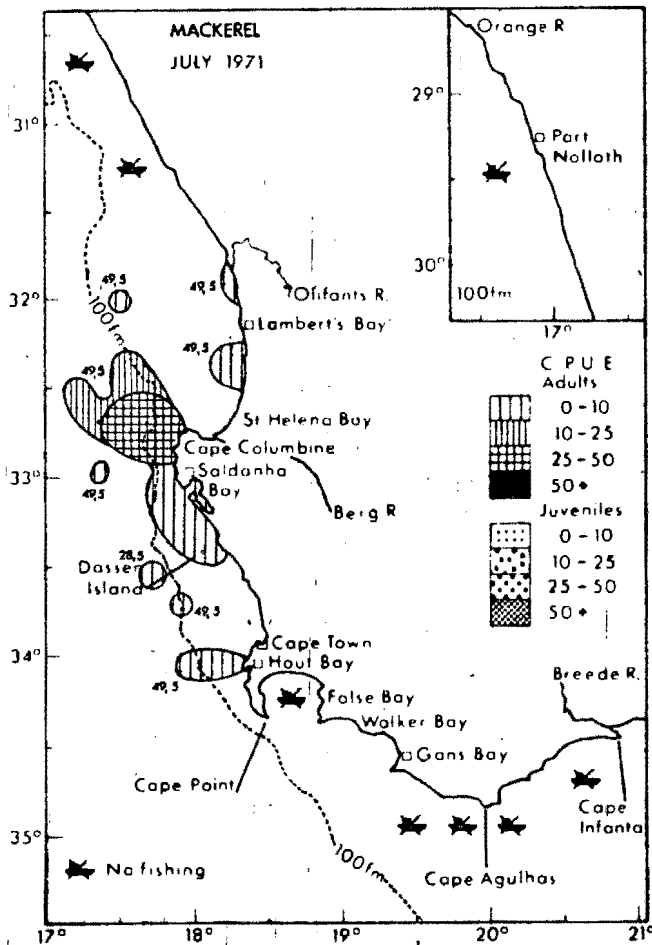 MACKEREL
JULY 1971
Orange R
29°
Part
Nolloth
30°
100fm
17°
31°
49,5
49,5
100fm
32°
Olifants R.
Lambert's Bay
49,5
49,5
St Helena Bay
Cape Columbine
Saldanha
Bay
33°
49,5
Berg R
28,5
Dassen
Island
49,5
Cape Town
Hout Bay
34°
49,5
False Bay
Walker Bay
Gans Bay
Breede R.
Cape Point
Cape
Infanta
35°
No fishing
100fm
Cape Agulhas
17°
18°
19°
20°
21°
C P U E
Adults
0-10
10-25
25-50
50+
Juveniles
0-10
10-25
25-50
50+